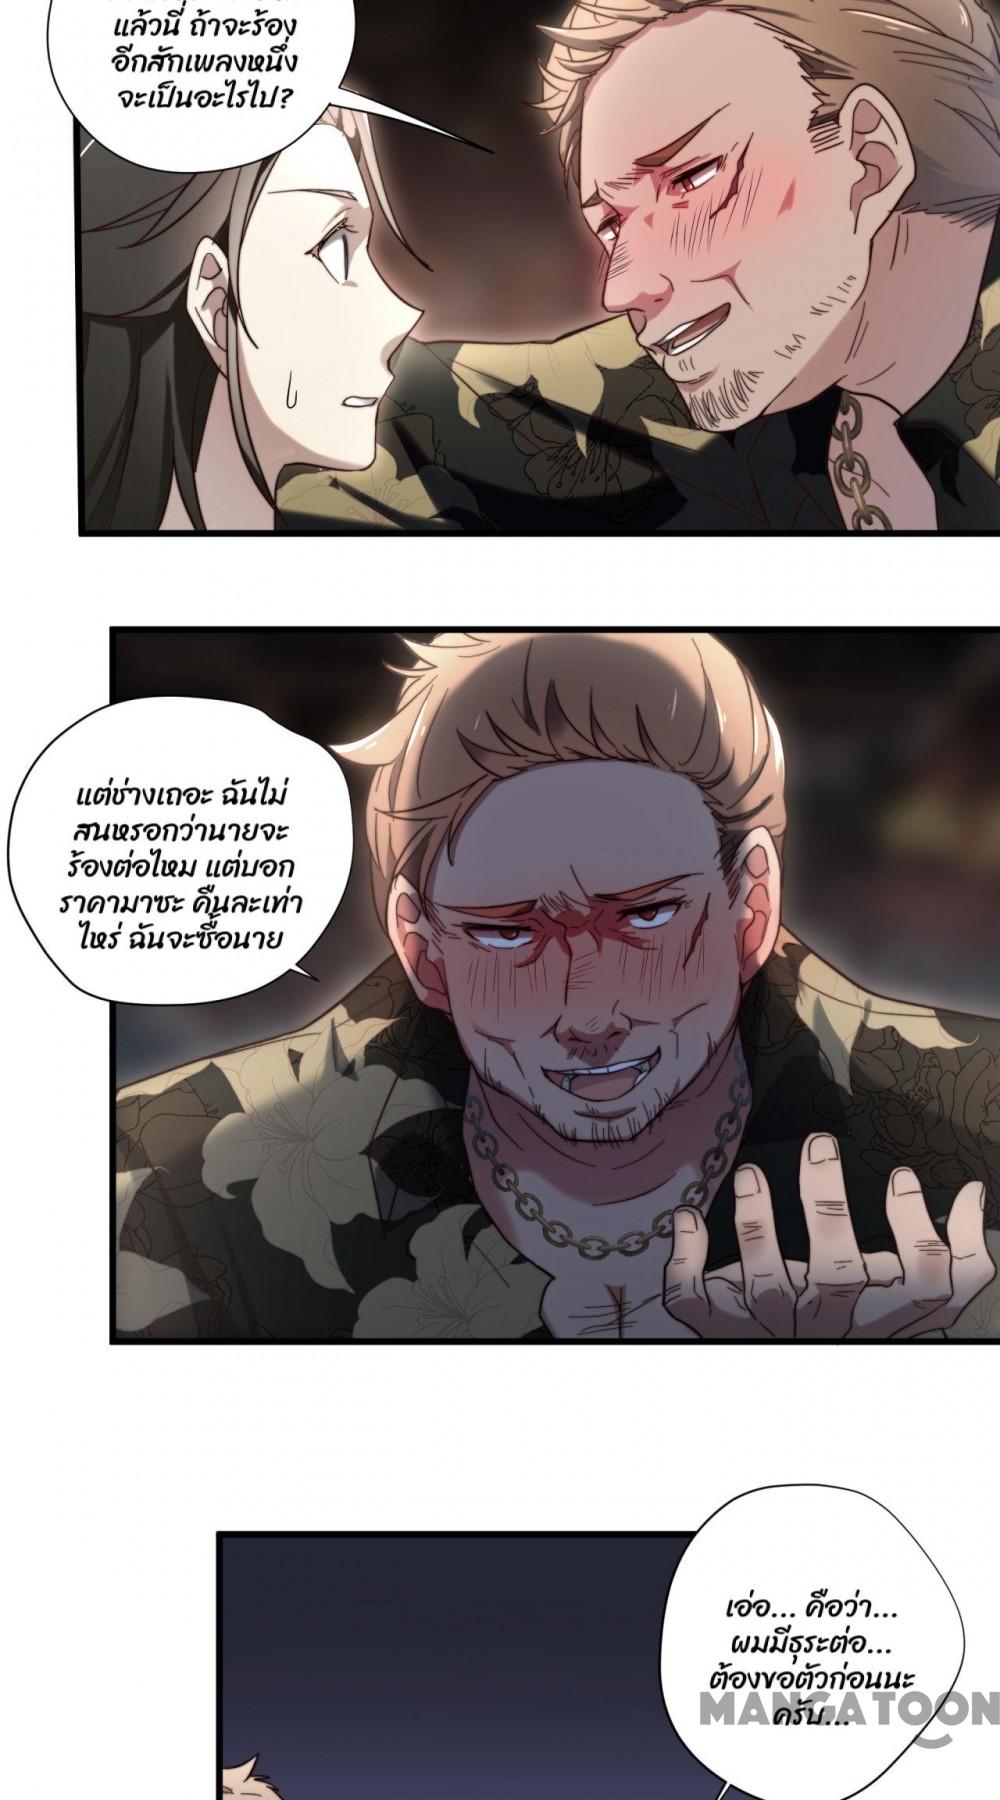 แล้วนี่ ถ้าจะร้อง
อีกสักเพลงหนึ่ง
จะเป็นอะไรไป?
แต่ช่างเถอะ ฉันไม่
สนหรอกว่านายจะ
ร้องต่อไหม แต่บอก
ราคามาซะ คืนละเท่า
ไหร่ ฉันจะซื้อนาย
เอ่อ... คือว่า...
ผมมีธุระต่อ...
ต้องขอตัวก่อนนะ
ครับ...
MANGATOON